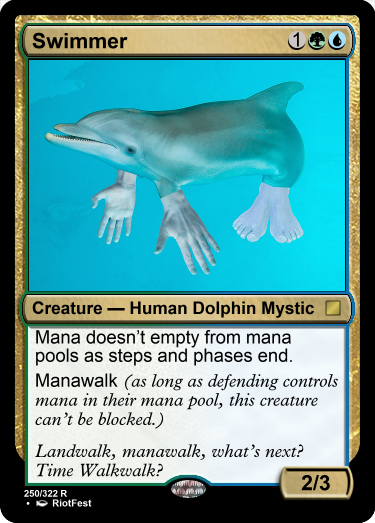 Swimmer 1
Creature — Human Dolphin Mystic
Mana doesn't empty from mana
pools as steps and phases end.
Manawalk (as long as defending controls
mana in their mana pool, this creature
can't be blocked.)
Landwalk, manawalk, what's next?
Time Walkwalk?
2/3
250/322 R
• RiotFest